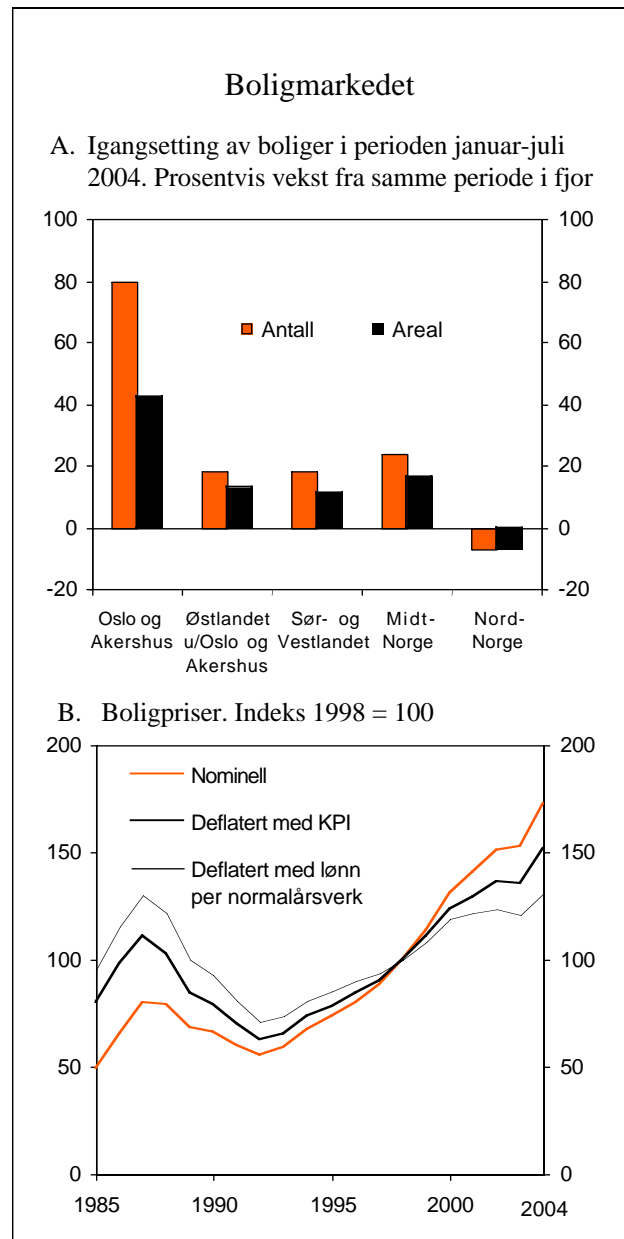 Boligmarkedet
A. Igangsetting av boliger i perioden januar-juli
2004. Prosentvis vekst fra samme periode i fjor
100 100
80 80
60 60
40 40
20 20
0 0
-20 -20
Antall Areal
Oslo og Akershus
Østlandet u/Oslo og Akershus
Sør- og Vestlandet
Midt-Norge
Nord-Norge
B. Boligpriser. Indeks 1998 = 100
200 200
150 150
100 100
50 50
0 0
Nominell
Deflatert med KPI
Deflatert med lønn
per normalårsverk
1985 1990 1995 2000 2004